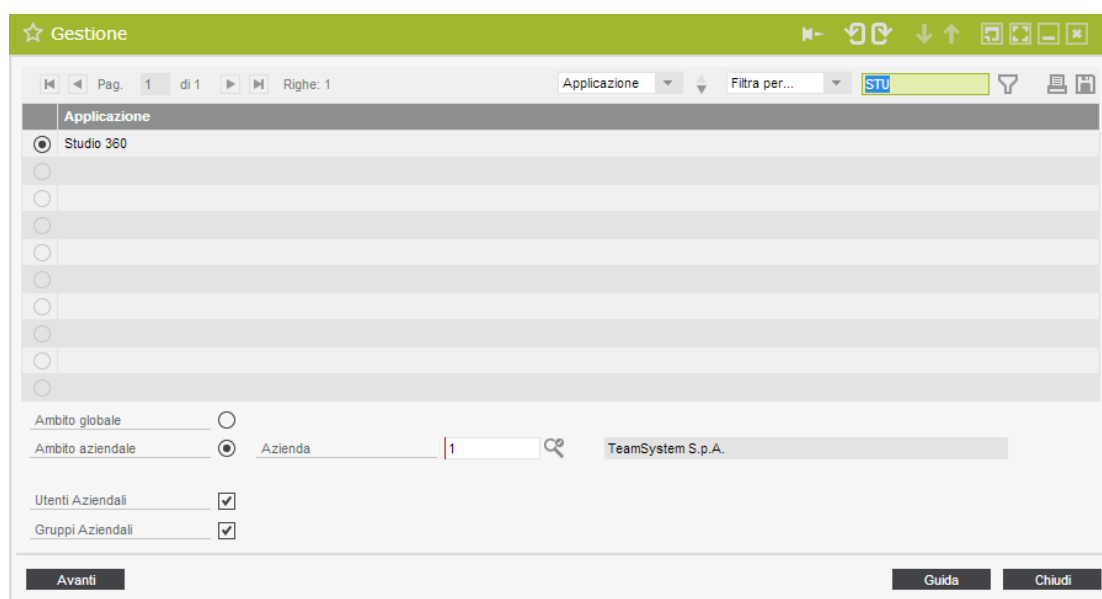 Gestione
Pag. 1 di 1 Righe: 1 Applicazione Filtra per... STU
Applicazione
Studio 360
Ambito globale
Ambito aziendale Azienda 1 TeamSystem S.p.A.
Utenti Aziendali
Gruppi Aziendali
Avanti Guida Chiudi